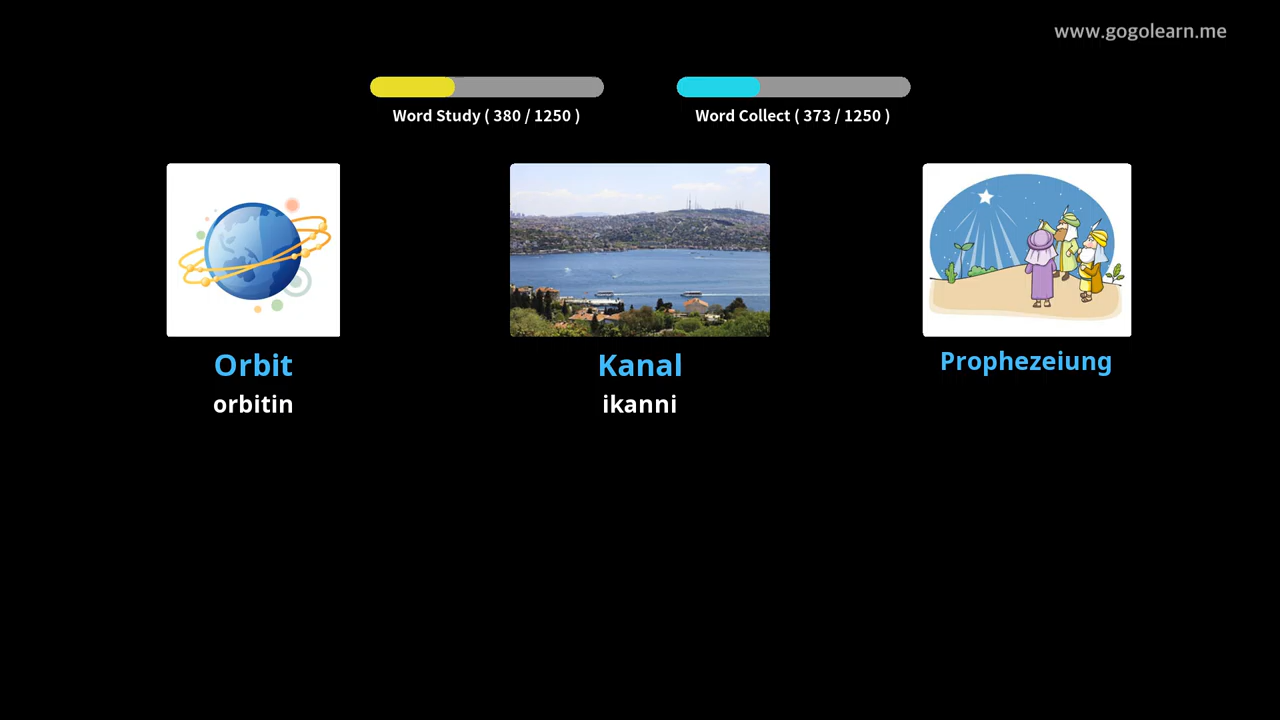 www.gogolearn.me
Word Study ( 380 / 1250 )
Word Collect ( 373 / 1250 )
Orbit
orbitin
Kanal
ikanni
Prophezeiung